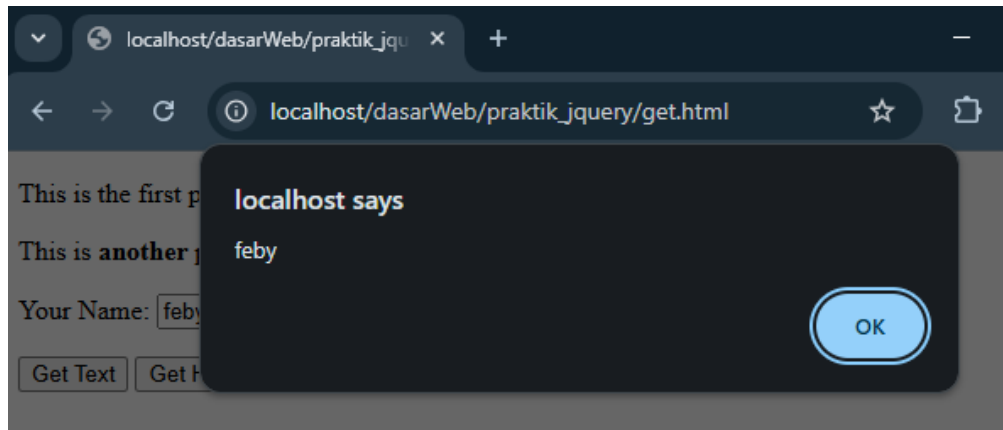 localhost/dasarWeb/praktik_jqu
localhost/dasarWeb/praktik_jquery/get.html
This is the first
localhost says
This is another
feby
Your Name: feby
OK
Get Text Get